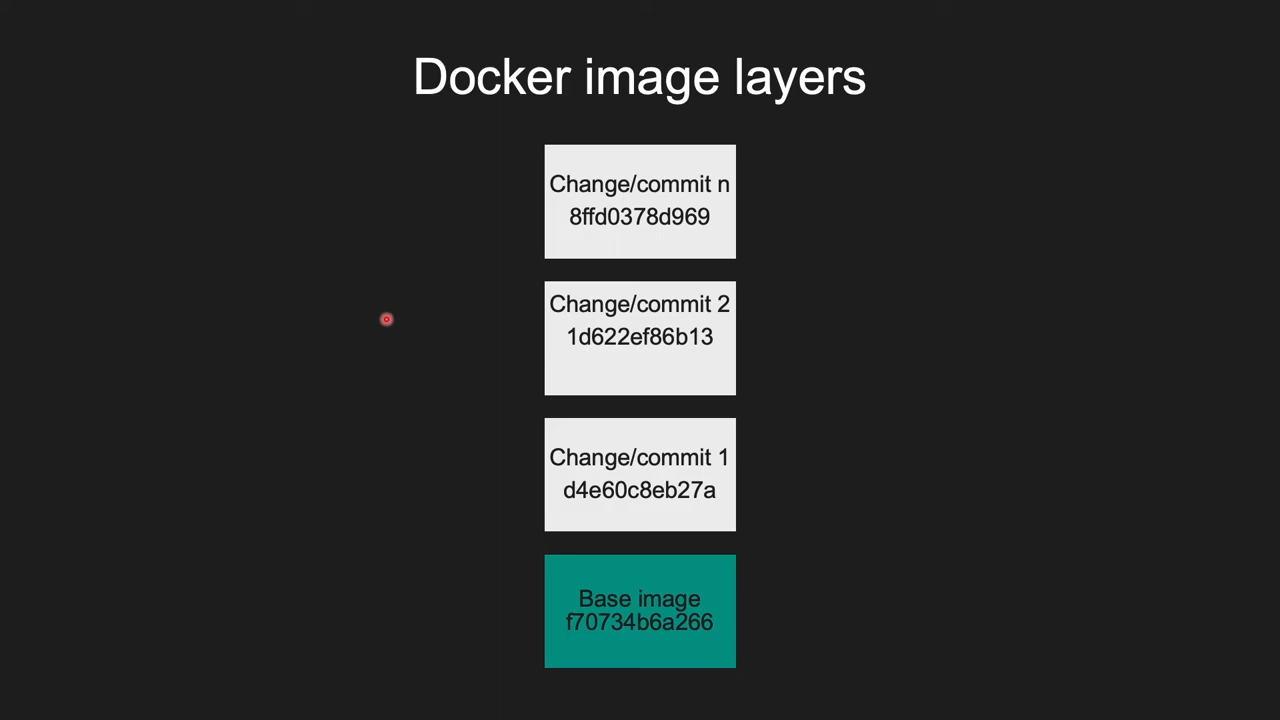 Docker image layers
Change/commit n
8ffd0378d969
Change/commit 2
1d622ef86b13
Change/commit 1
d4e60c8eb27a
Base image
f70734b6a266